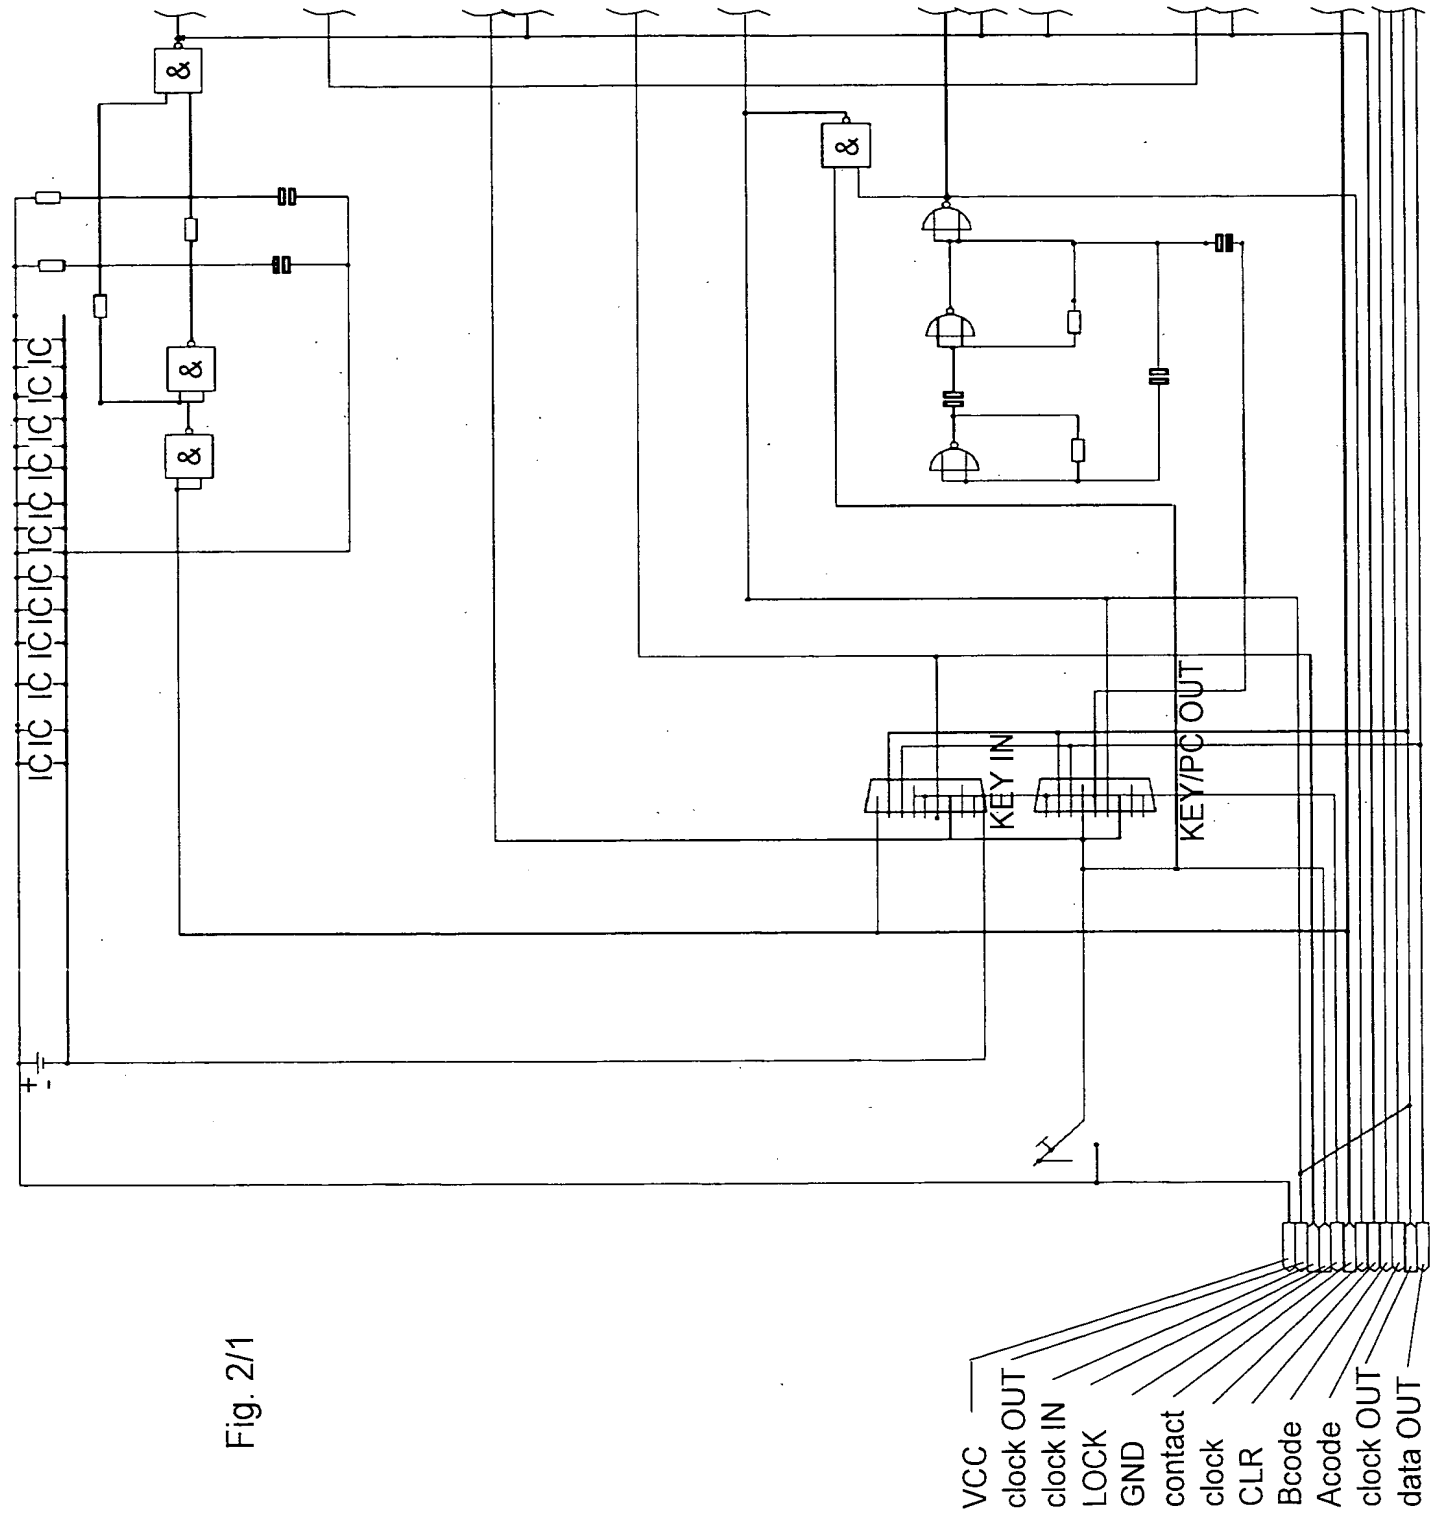 +
-
IC IC IC IC IC IC IC IC IC IC IC IC
&
& &
Fig. 2/1
&
VCC
KEY IN
clock OUT
clock IN
LOCK
GND
contact
KEY/PC OUT
clock
CLR
Bcode
Acode
clock OUT
data OUT